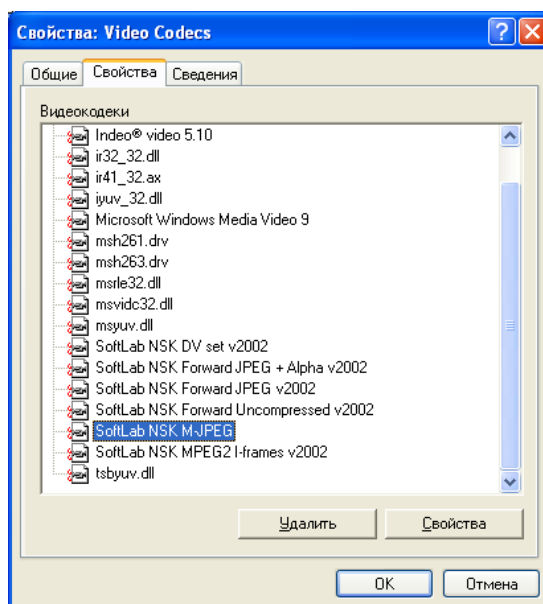 Свойства: Video Codecs
Общие Свойства Сведения
Видеокодеки
Indeo® video 5.10
ir32_32.dll
ir41_32.ax
iyuv_32.dll
Microsoft Windows Media Video 9
msh261.drv
msh263.drv
msrle32.dll
msvidc32.dll
msyuv.dll
SoftLab NSK DV set v2002
SoftLab NSK Forward JPEG + Alpha v2002
SoftLab NSK Forward JPEG v2002
SoftLab NSK Forward Uncompressed v2002
SoftLab NSK M-JPEG
SoftLab NSK MPEG2 I-frames v2002
tsbyuv.dll
Удалить Свойства
OK Отмена